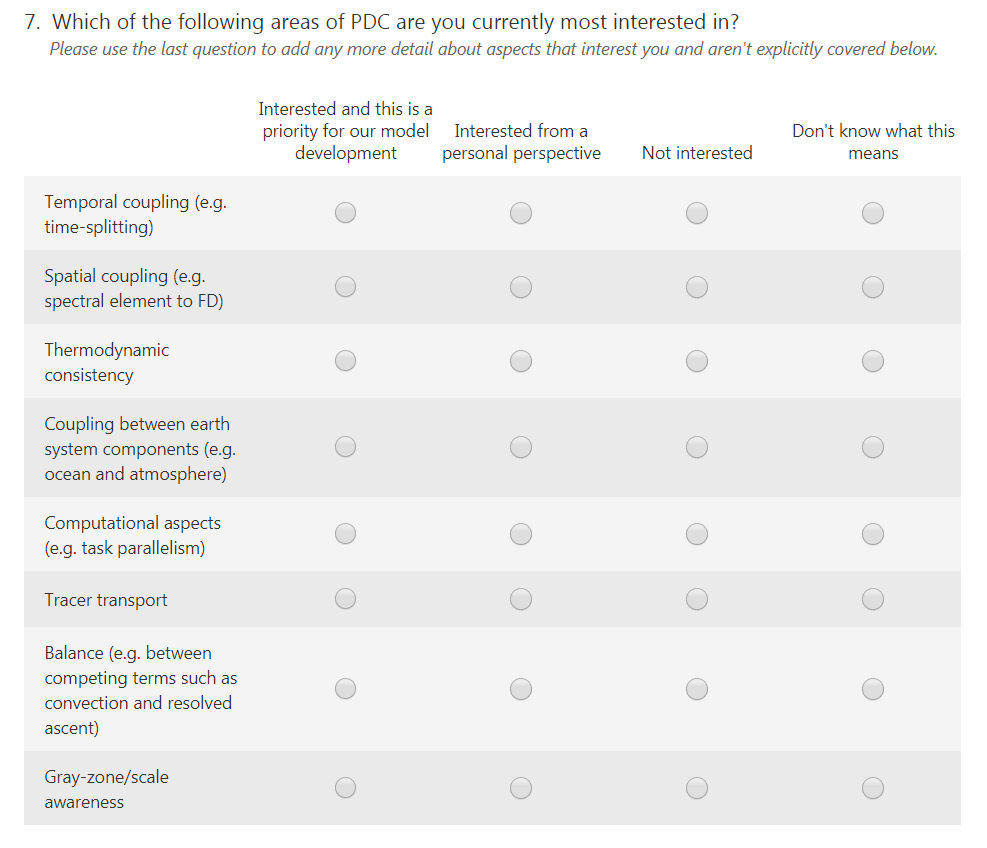 7. Which of the following areas of PDC are you currently most interested in?
Please use the last question to add any more detail about aspects that interest you and aren't explicitly covered below.
Interested and this is a
priority for our model
development
Interested from a
personal perspective
Not interested
Don't know what this
means
Temporal coupling (e.g.
time-splitting)
Spatial coupling (e.g.
spectral element to FD)
Thermodynamic
consistency
Coupling between earth
system components (e.g.
ocean and atmosphere)
Computational aspects
(e.g. task parallelism)
Tracer transport
Balance (e.g. between
competing terms such as
convection and resolved
ascent)
Gray-zone/scale
awareness